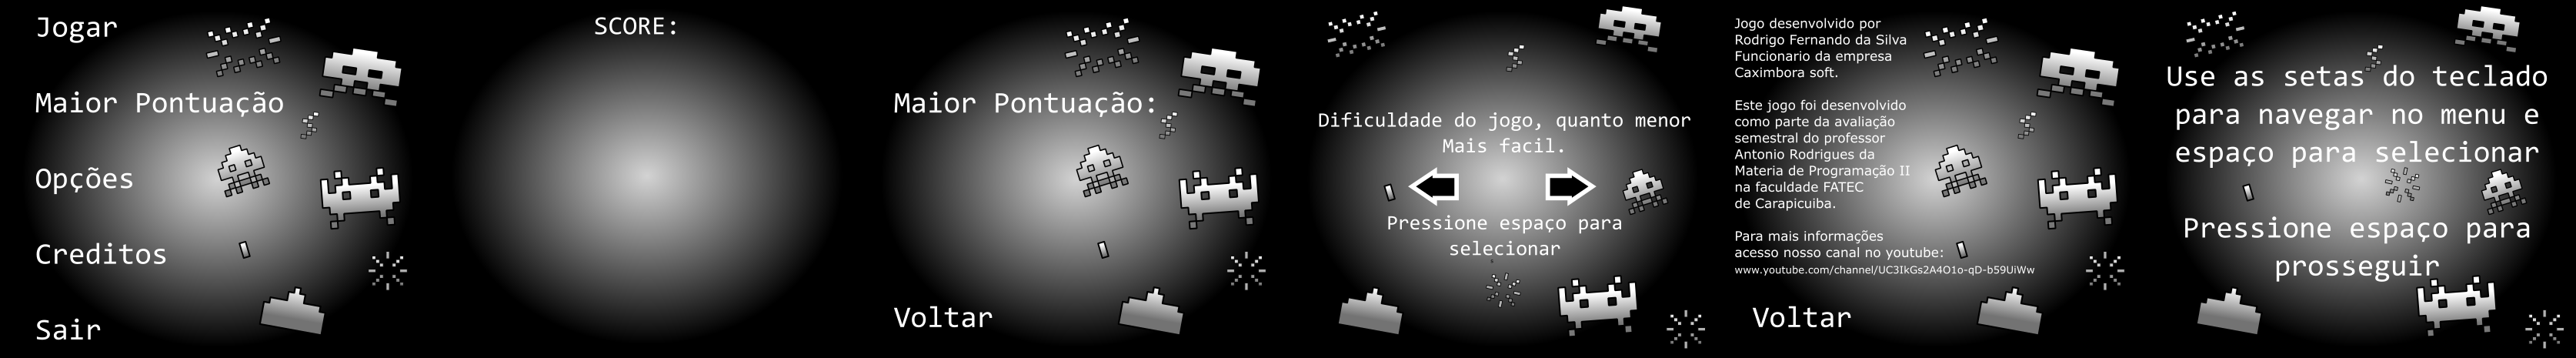 Jogar
Maior Pontuação
Opções
Creditos
Sair
SCORE:
Maior Pontuação:
Voltar
Dificuldade do jogo, quanto menor
Mais facil.
Pressione espaço para
selecionar
Jogo desenvolvido por
Rodrigo Fernando da Silva
Funcionario da empresa
Caximbora soft.
Este jogo foi desenvolvido
como parte da avaliação
semestral do professor
Antonio Rodrigues da
Materia de Programação II
na faculdade FATEC
de Carapicuiba.
Para mais informações
acesso nosso canal no youtube:
www.youtube.com/channel/UC3IkGs2A4O1o-qD-b59UiWw
Voltar
Use as setas do teclado
para navegar no menu e
espaço para selecionar
Pressione espaço para
prosseguir